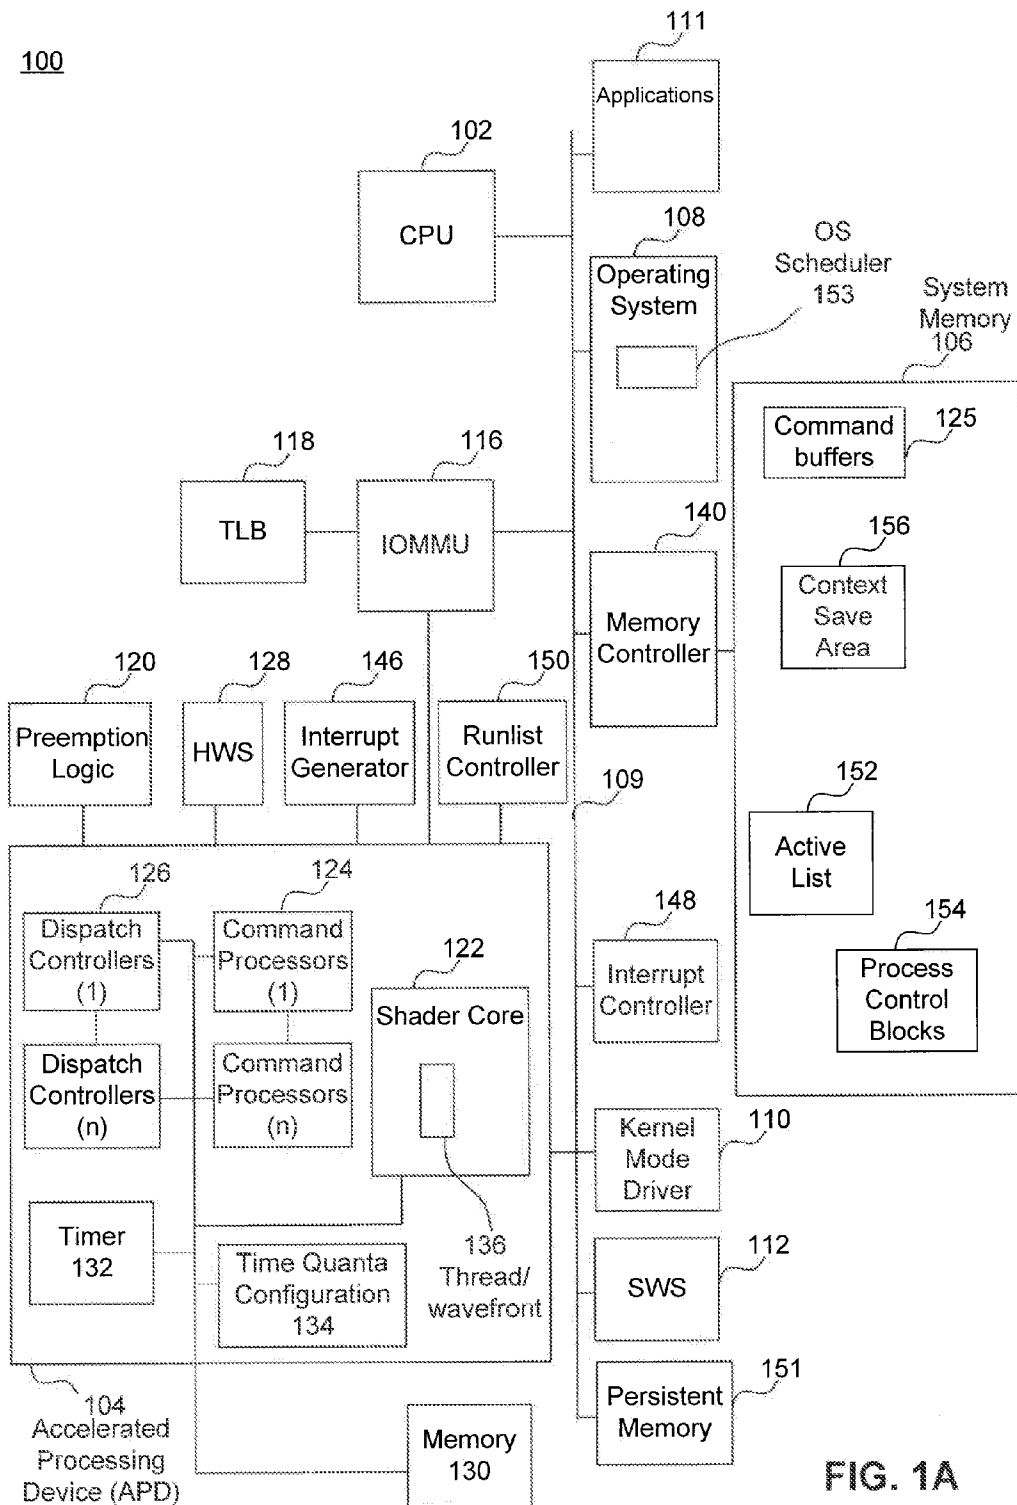 100
111
Applications
102
CPU
108
Operating
System
OS
Scheduler
153
System
Memory
106
Command
buffers
125
118
TLB
116
IOMMU
140
Memory
Controller
156
Context
Save
Area
120
Preemption
Logic
128
HWS
146
Interrupt
Generator
150
Runlist
Controller
109
152
Active
List
154
Process
Control
Blocks
126
Dispatch
Controllers
(1)
124
Command
Processors
(1)
122
Shader Core
148
Interrupt
Controller
Dispatch
Controllers
(n)
Command
Processors
(n)
Kernel
Mode
Driver
110
Timer
132
Time Quanta
Configuration
134
136
Thread/
wavefront
SWS
112
104
Accelerated
Processing
Device (APD)
Memory
130
Persistent
Memory
151
FIG. 1A